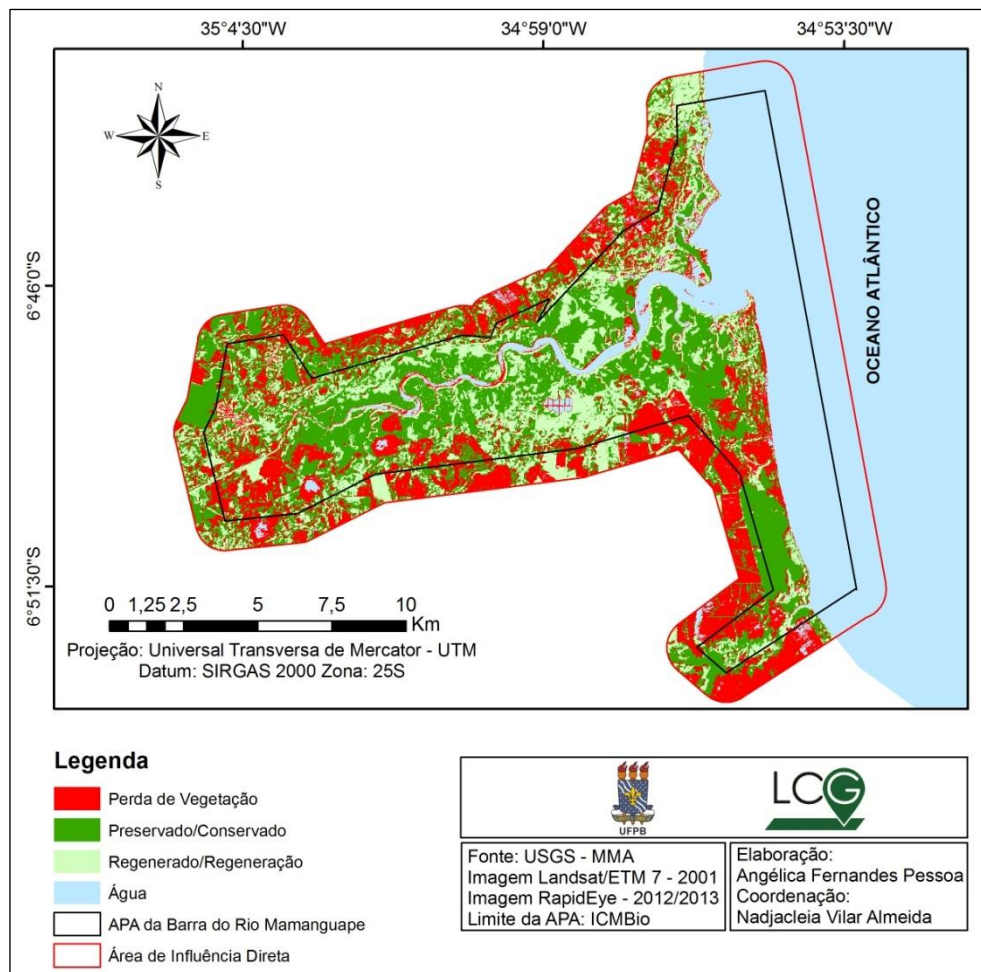 35°4'30"W 34°59'0"W 34°53'30"W
N
W E
S
6°46'0"S
OCEANO ATLÂNTICO
6°51'30"S
0 1,25 2,5 5 7,5 10
Km
Projeção: Universal Transversa de Mercator - UTM
Datum: SIRGAS 2000 Zona: 25S
Legenda
Perda de Vegetação
Preservado/Conservado
Regenerado/Regeneração
Água
APA da Barra do Rio Mamanguape
Área de Influência Direta
UFPB
LCG
Fonte: USGS - MMA
Imagem Landsat/ETM 7 - 2001
Imagem RapidEye - 2012/2013
Limite da APA: ICMBio
Elaboração:
Angélica Fernandes Pessoa
Coordenação:
Nadjacleia Vilar Almeida